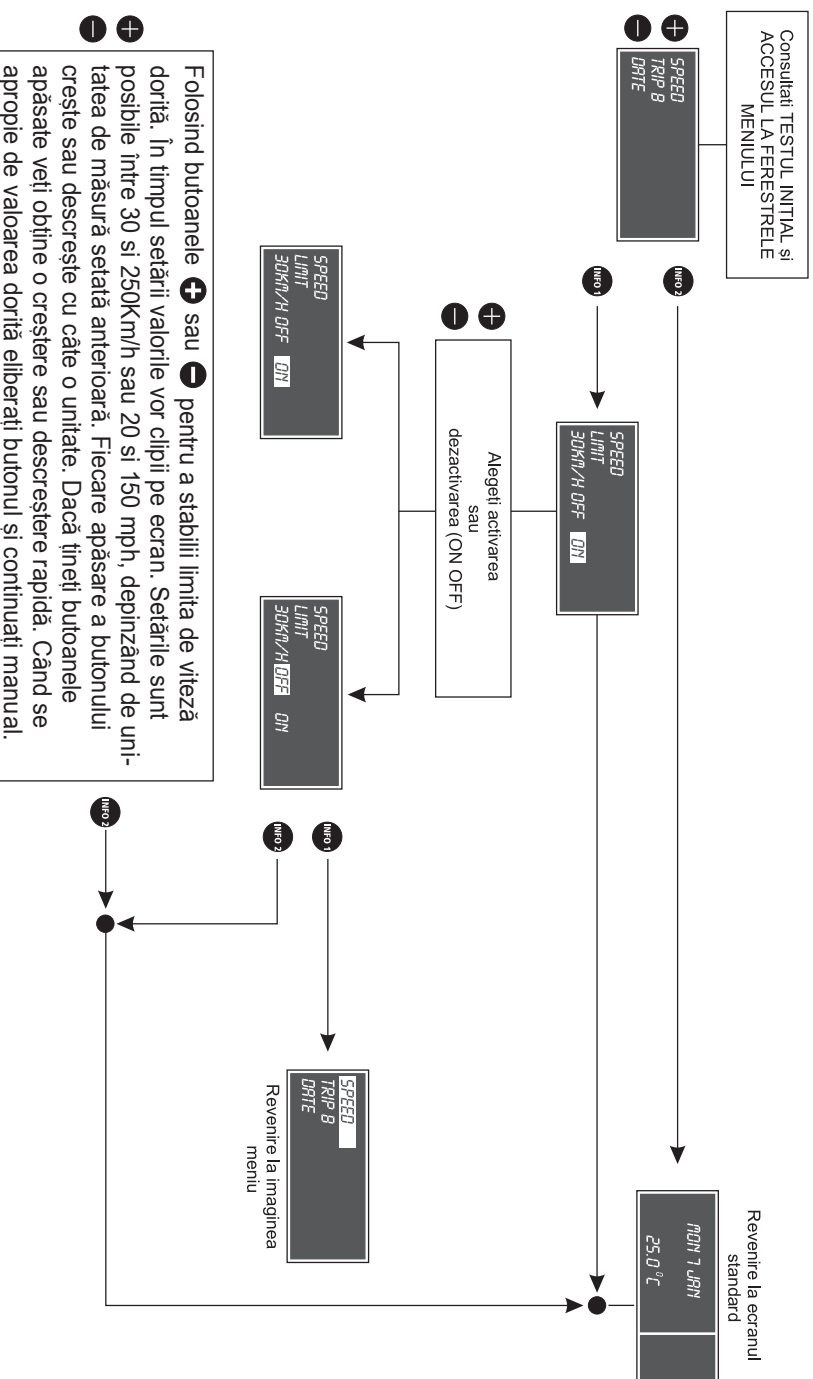 Consultati TESTUL INIȚIAL și
ACCESUL LA FERESTRELE
MENIULUI
SPEED
TRIP B
DATE
INFO 2
INFO 1
Revenire la ecranul
standard
MON 7 JAN
25.0 °C
SPEED
LIMIT
30KM/H OFF ON
Alegeți activarea
sau
dezactivarea (ON OFF)
SPEED
LIMIT
30KM/H OFF ON
SPEED
LIMIT
30KM/H OFF ON
INFO 1
INFO 2
SPEED
TRIP B
DATE
Revenire la imaginea
meniu
Folosind butoanele + sau - pentru a stabilii limita de viteză
dorită. În timpul setării valorile vor clipii pe ecran. Setările sunt
posibile între 30 si 250Km/h sau 20 si 150 mph, depinzând de uni-
tatea de măsură setată anterioară. Fiecare apăsare a butonului
crește sau descrește cu câte o unitate. Dacă țineți butoanele
apăsate veți obține o creștere sau descreștere rapidă. Când se
apropie de valoarea dorită eliberați butonul și continuați manual.
INFO 2